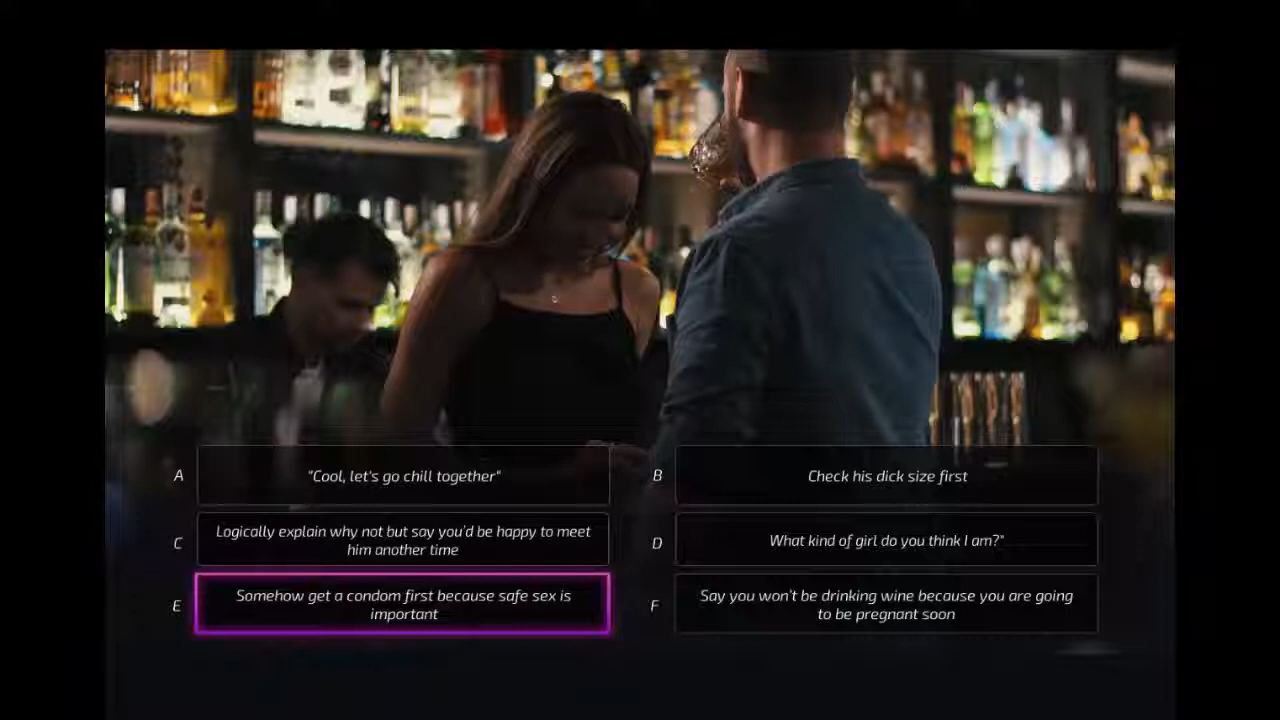 A
"Cool, let's go chill together"
B
Check his dick size first
C
Logically explain why not but say you'd be happy to meet
him another time
D
What kind of girl do you think I am?"
E
Somehow get a condom first because safe sex is
important
F
Say you won't be drinking wine because you are going
to be pregnant soon